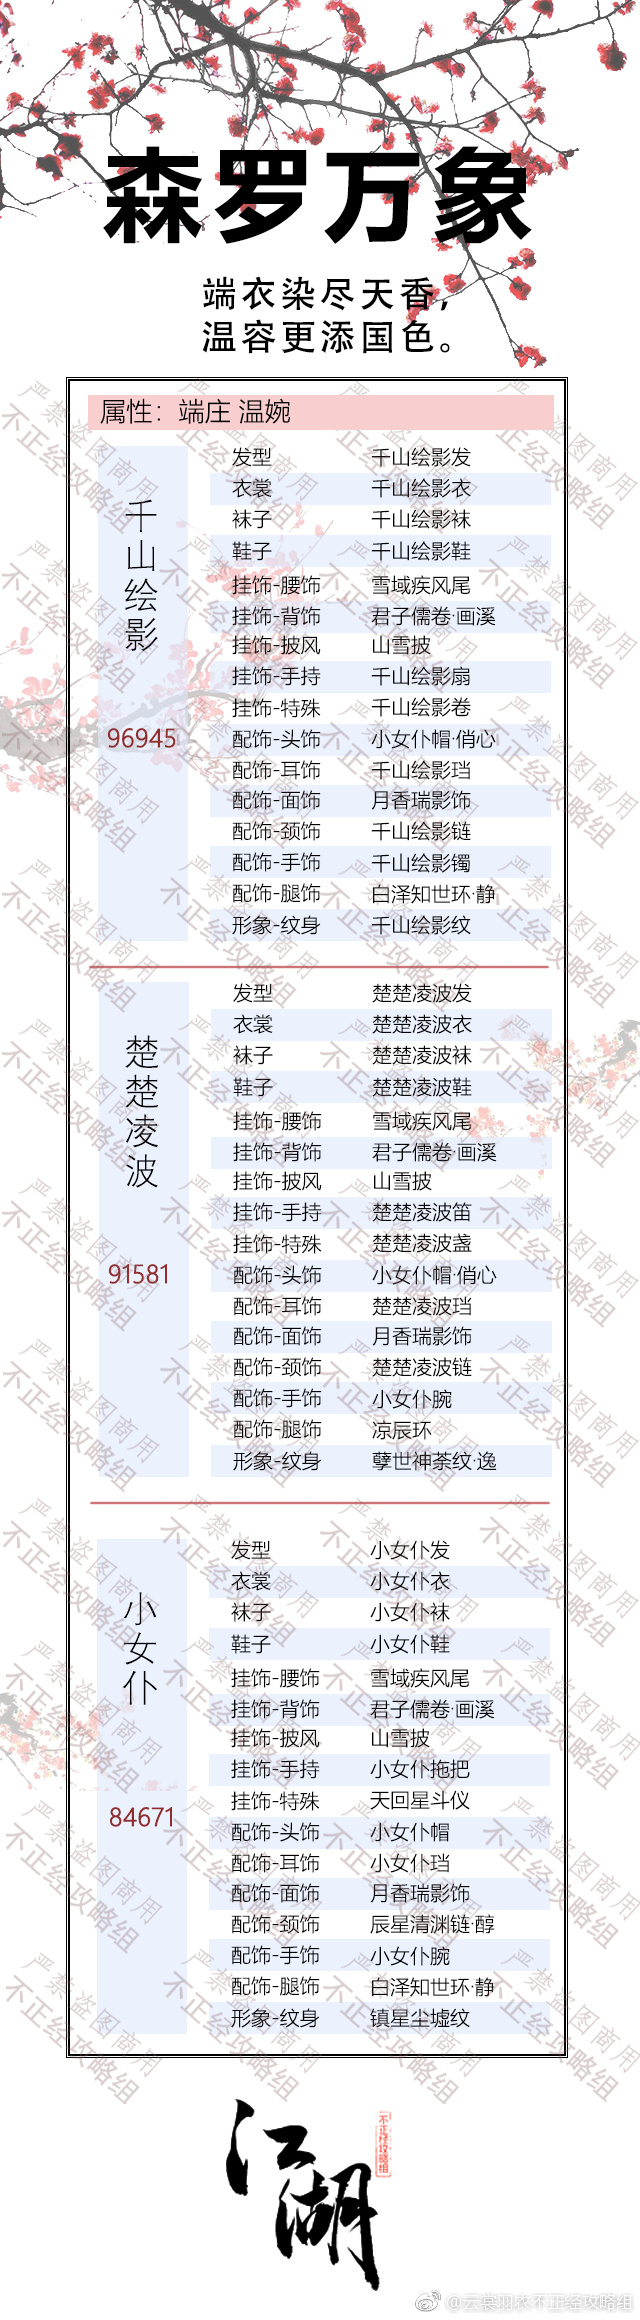 森罗万象
端衣染尽天香，
温容更添国色。
属性：端庄 温婉
千山绘影
96945
发型 千山绘影发
衣裳 千山绘影衣
袜子 千山绘影袜
鞋子 千山绘影鞋
挂饰-腰饰 雪域疾风尾
挂饰-背饰 君子儒卷·画溪
挂饰-披风 山雪披
挂饰-手持 千山绘影扇
挂饰-特殊 千山绘影卷
配饰-头饰 小女仆帽·俏心
配饰-耳饰 千山绘影珰
配饰-面饰 月香瑞影饰
配饰-颈饰 千山绘影链
配饰-手饰 千山绘影镯
配饰-腿饰 白泽知世环·静
形象-纹身 千山绘影纹
楚楚凌波
91581
发型 楚楚凌波发
衣裳 楚楚凌波衣
袜子 楚楚凌波袜
鞋子 楚楚凌波鞋
挂饰-腰饰 雪域疾风尾
挂饰-背饰 君子儒卷·画溪
挂饰-披风 山雪披
挂饰-手持 楚楚凌波笛
挂饰-特殊 楚楚凌波盏
配饰-头饰 小女仆帽·俏心
配饰-耳饰 楚楚凌波珰
配饰-面饰 月香瑞影饰
配饰-颈饰 楚楚凌波链
配饰-手饰 小女仆腕
配饰-腿饰 凉辰环
形象-纹身 孽世神荼纹·逸
小女仆
84671
发型 小女仆发
衣裳 小女仆衣
袜子 小女仆袜
鞋子 小女仆鞋
挂饰-腰饰 雪域疾风尾
挂饰-背饰 君子儒卷·画溪
挂饰-披风 山雪披
挂饰-手持 小女仆拖把
挂饰-特殊 天回星斗仪
配饰-头饰 小女仆帽
配饰-耳饰 小女仆珰
配饰-面饰 月香瑞影饰
配饰-颈饰 辰星清渊链·醇
配饰-手饰 小女仆腕
配饰-腿饰 白泽知世环·静
形象-纹身 镇星尘墟纹
严禁盗图商用
不正经攻略组
江湖
不正经攻略组
@云裳羽衣不正经攻略组